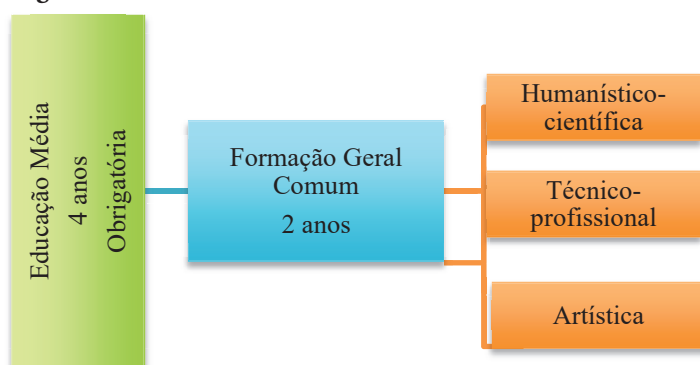 Educação Média
4 anos
Obrigatória
Formação Geral
Comum
2 anos
Humanístico-
científica
Técnico-
profissional
Artística